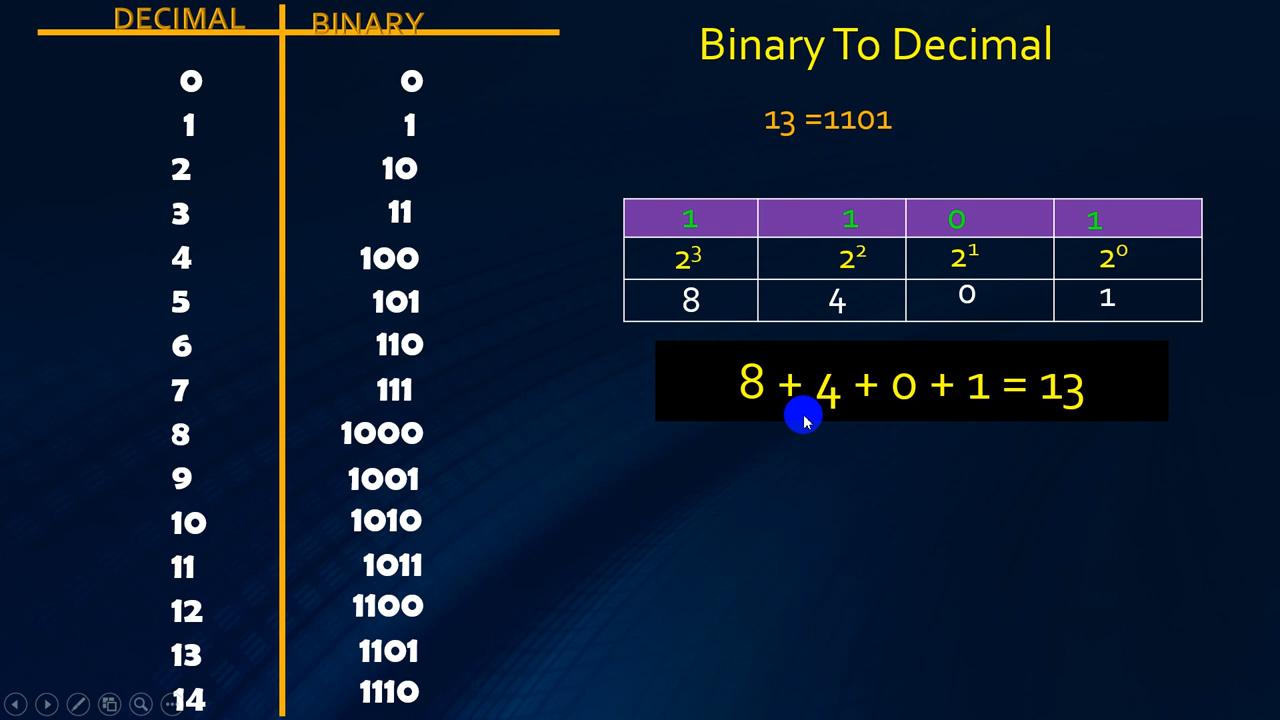 DECIMAL BINARY
0 0
1 1
2 10
3 11
4 100
5 101
6 110
7 111
8 1000
9 1001
10 1010
11 1011
12 1100
13 1101
14 1110
Binary To Decimal
13 =1101
1 1 0 1
2³ 2² 2¹ 2⁰
8 4 0 1
8 + 4 + 0 + 1 = 13